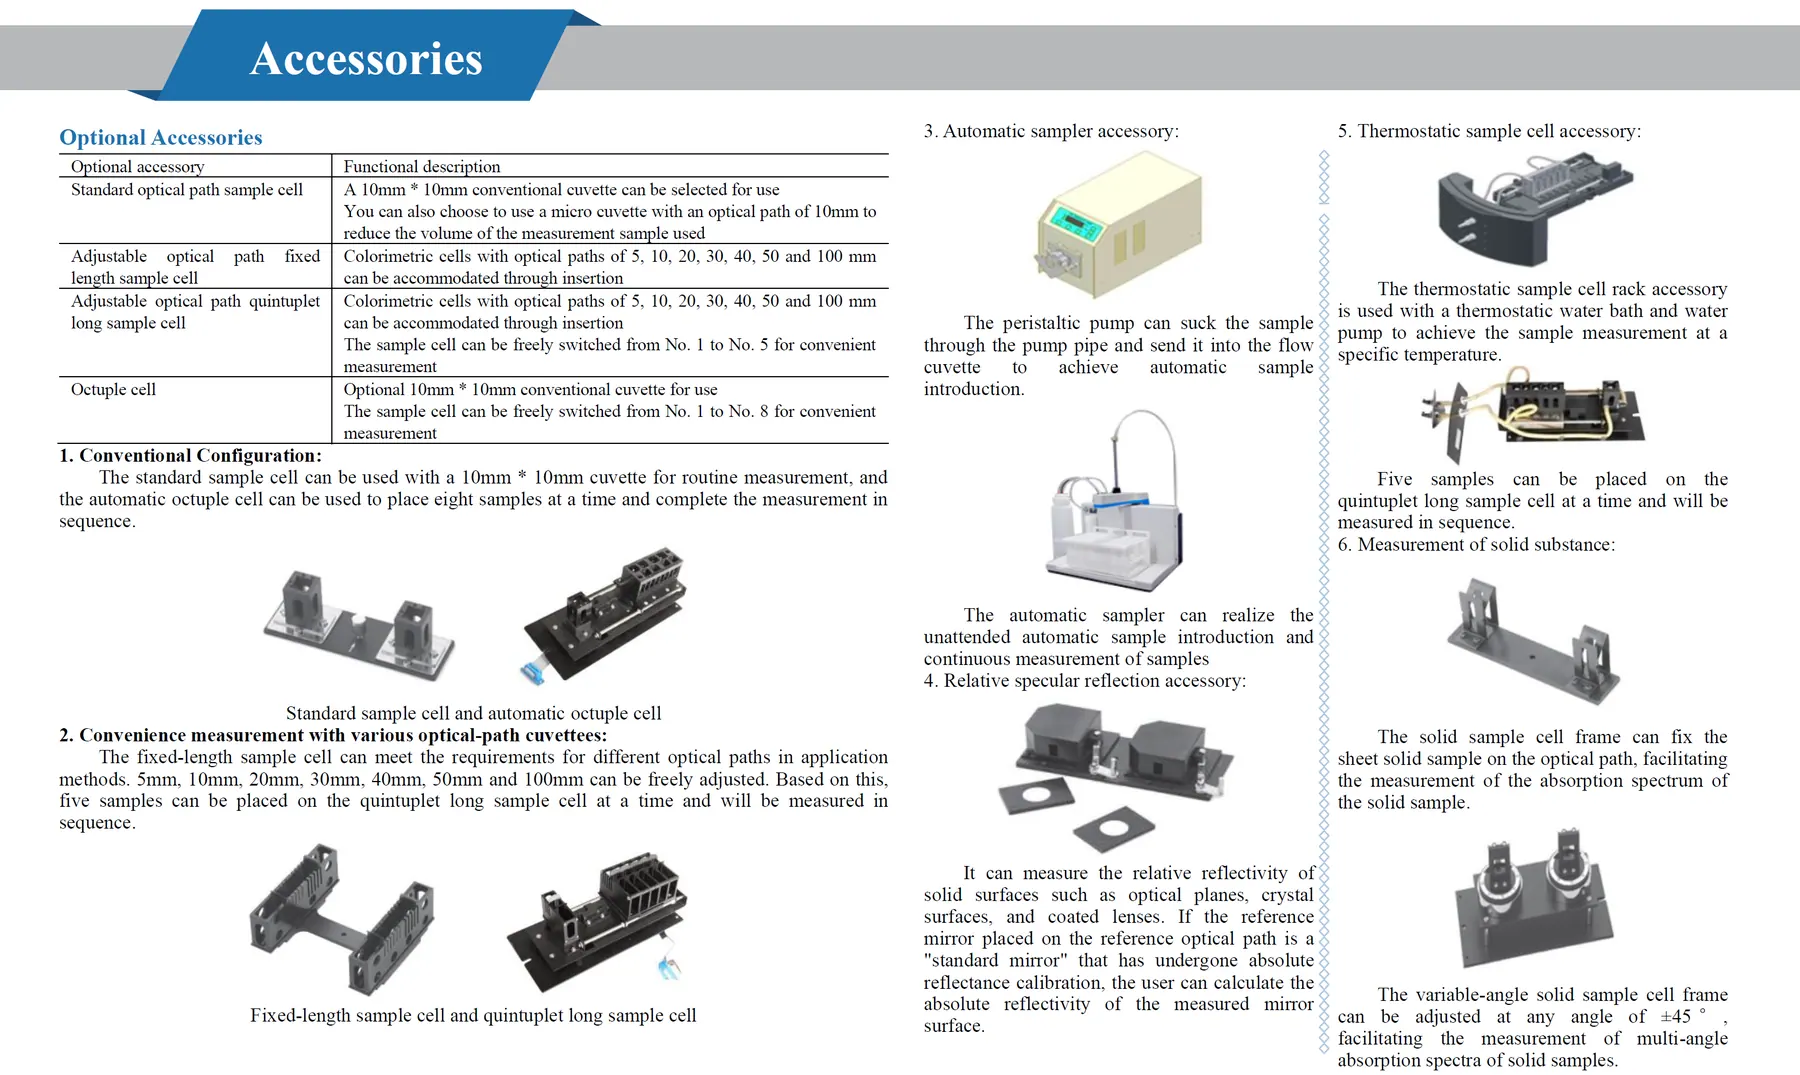 Accessories
Optional Accessories
Optional accessory
Functional description
Standard optical path sample cell
A 10mm * 10mm conventional cuvette can be selected for use
You can also choose to use a micro cuvette with an optical path of 10mm to
reduce the volume of the measurement sample used
Adjustable optical path fixed
length sample cell
Colorimetric cells with optical paths of 5, 10, 20, 30, 40, 50 and 100 mm
can be accommodated through insertion
Adjustable optical path quintuplet
long sample cell
Colorimetric cells with optical paths of 5, 10, 20, 30, 40, 50 and 100 mm
can be accommodated through insertion
The sample cell can be freely switched from No. 1 to No. 5 for convenient
measurement
Octuple cell
Optional 10mm * 10mm conventional cuvette for use
The sample cell can be freely switched from No. 1 to No. 8 for convenient
measurement
1. Conventional Configuration:
The standard sample cell can be used with a 10mm * 10mm cuvette for routine measurement, and
the automatic octuple cell can be used to place eight samples at a time and complete the measurement in
sequence.
Standard sample cell and automatic octuple cell
2. Convenience measurement with various optical-path cuvettees:
The fixed-length sample cell can meet the requirements for different optical paths in application
methods. 5mm, 10mm, 20mm, 30mm, 40mm, 50mm and 100mm can be freely adjusted. Based on this,
five samples can be placed on the quintuplet long sample cell at a time and will be measured in
sequence.
Fixed-length sample cell and quintuplet long sample cell
3. Automatic sampler accessory:
The peristaltic pump can suck the sample
through the pump pipe and send it into the flow
cuvette to achieve automatic sample
introduction.
The automatic sampler can realize the
unattended automatic sample introduction and
continuous measurement of samples
4. Relative specular reflection accessory:
It can measure the relative reflectivity of
solid surfaces such as optical planes, crystal
surfaces, and coated lenses. If the reference
mirror placed on the reference optical path is a
"standard mirror" that has undergone absolute
reflectance calibration, the user can calculate the
absolute reflectivity of the measured mirror
surface.
5. Thermostatic sample cell accessory:
The thermostatic sample cell rack accessory
is used with a thermostatic water bath and water
pump to achieve the sample measurement at a
specific temperature.
Five samples can be placed on the
quintuplet long sample cell at a time and will be
measured in sequence.
6. Measurement of solid substance:
The solid sample cell frame can fix the
sheet solid sample on the optical path, facilitating
the measurement of the absorption spectrum of
the solid sample.
The variable-angle solid sample cell frame
can be adjusted at any angle of ±45 ° ,
facilitating the measurement of multi-angle
absorption spectra of solid samples.